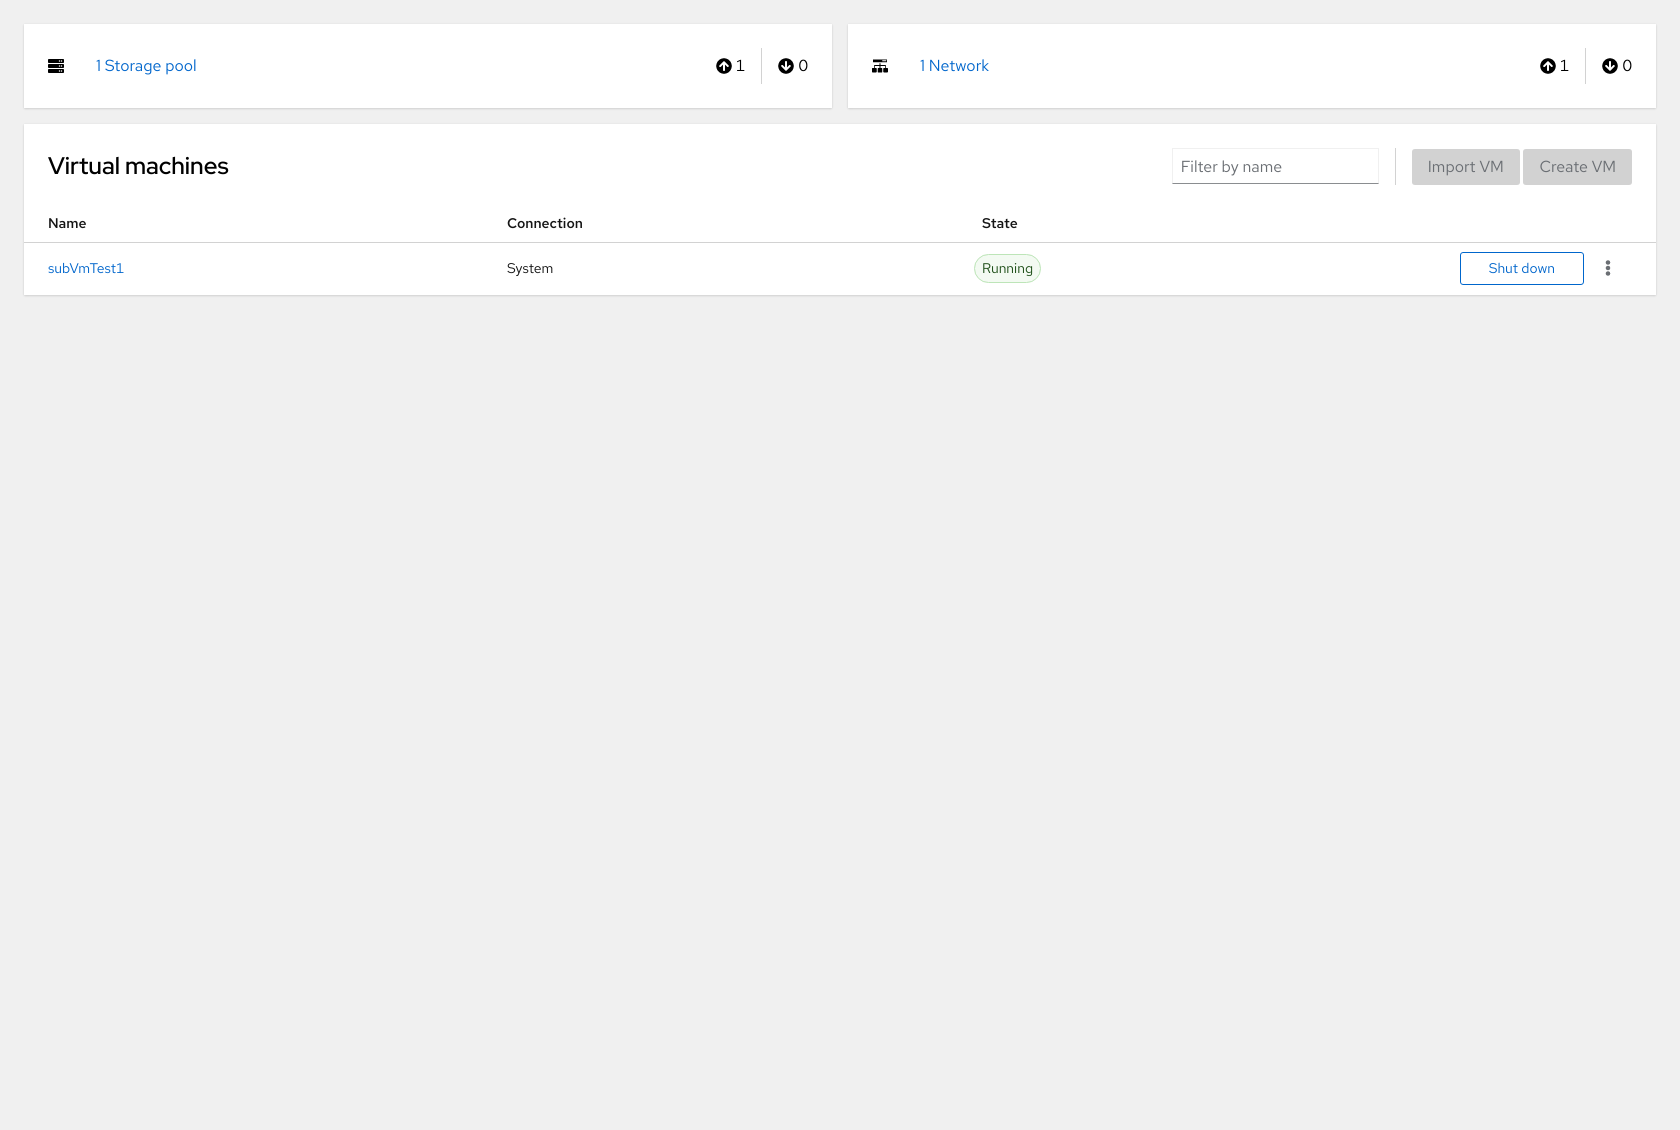 1 Storage pool 1 0
1 Network 1 0
Virtual machines
Filter by name
Import VM
Create VM
Name Connection State
subVmTest1 System Running Shut down